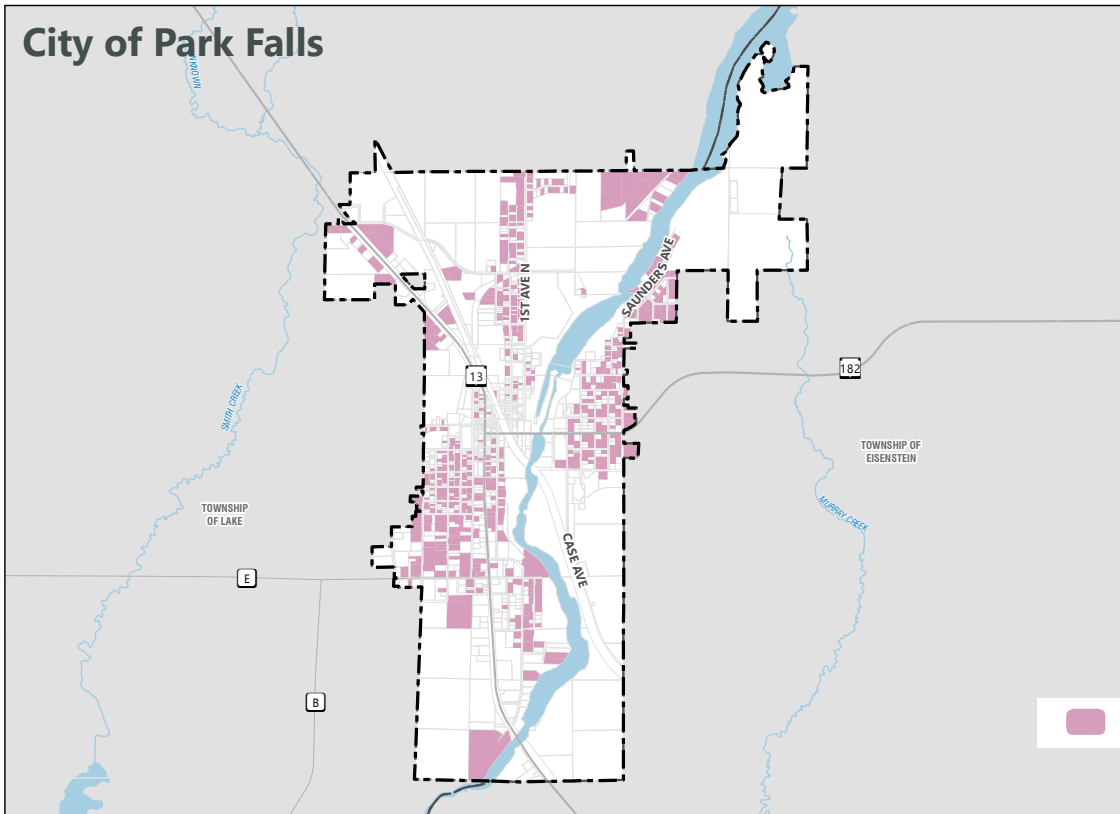 City of Park Falls
NKNOWN
1ST AVE N
SAUNDERS AVE
13
182
SMITH CREEK
TOWNSHIP OF
EISENSTEIN
TOWNSHIP
OF LAKE
MURRAY CREEK
CASE AVE
E
B